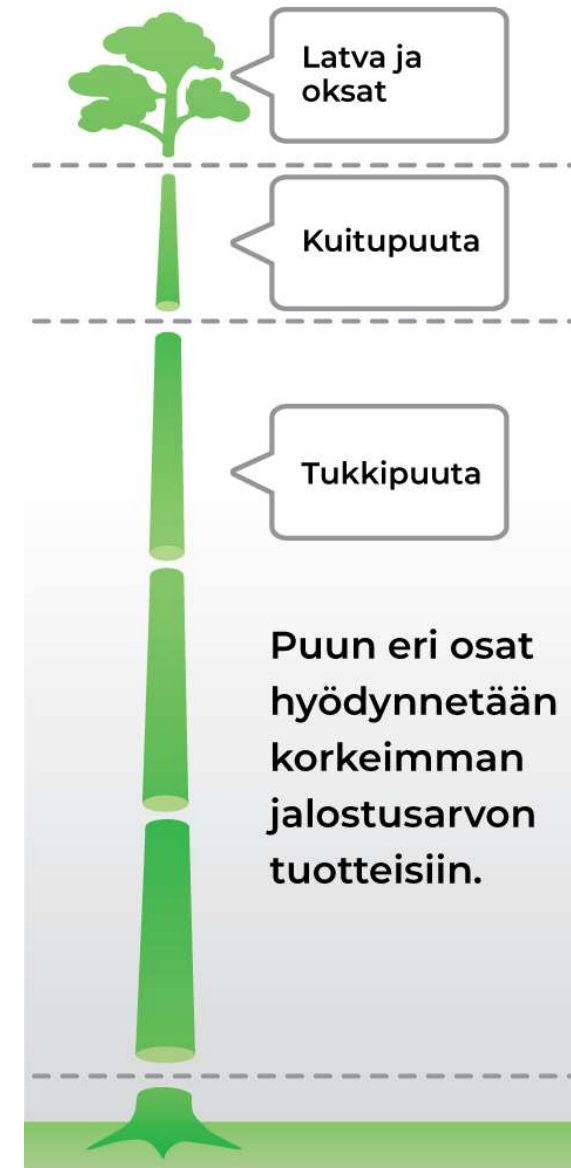 Latva ja
oksat
Kuitupuuta
Tukkipuuta
Puun eri osat
hyödynnetään
korkeimman
jalostusarvon
tuotteisiin.